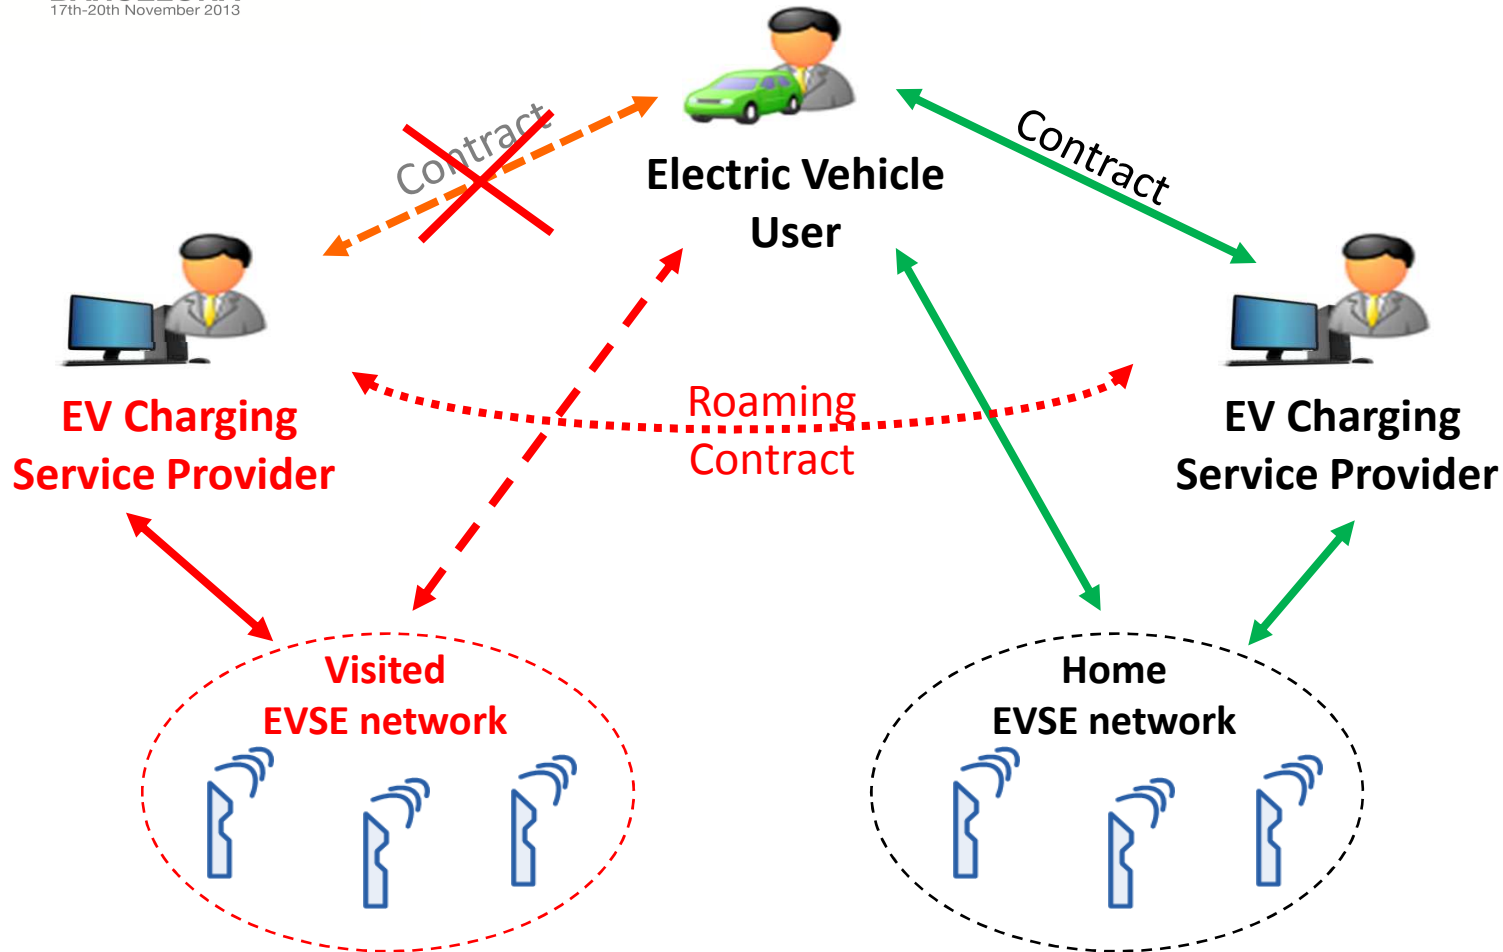 17th-20th November 2013
Contract
Contract
Electric Vehicle
User
Roaming
Contract
EV Charging
Service Provider
EV Charging
Service Provider
Visited
EVSE network
Home
EVSE network